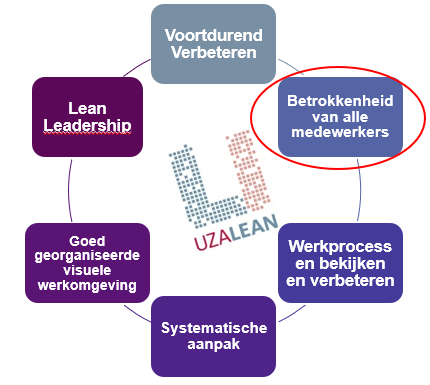 Voortdurend
Verbeteren
Betrokkenheid
van alle
medewerkers
Werkprocess
en bekijken
en verbeteren
Systematische
aanpak
Goed
georganiseerde
visuele
werkomgeving
Lean
Leadership
UZALEAN